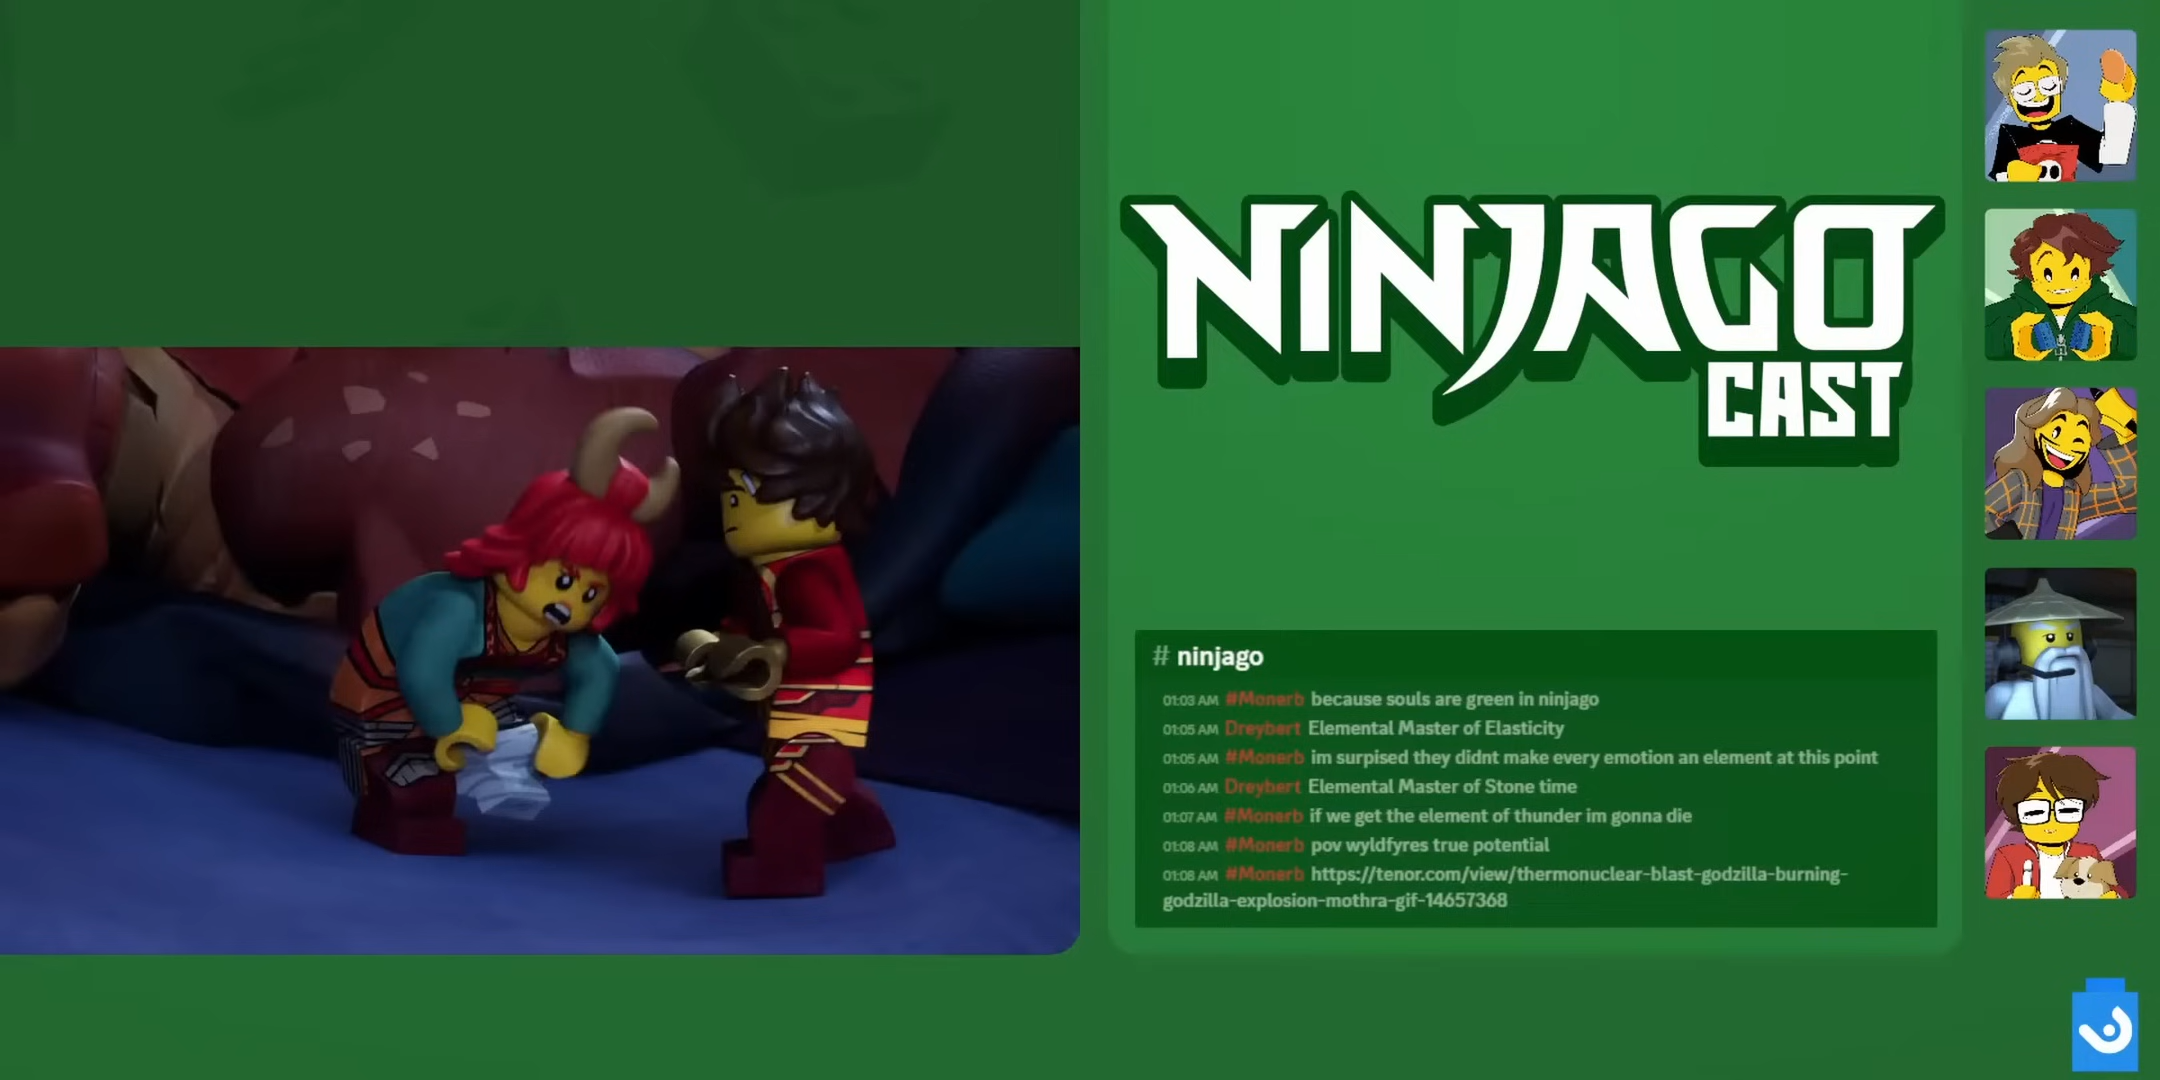 NINJAGO
CAST
# ninjago
01:03 AM #Monerb because souls are green in ninjago
01:05 AM Dreybert Elemental Master of Elasticity
01:05 AM #Monerb im surprised they didnt make every emotion an element at this point
01:06 AM Dreybert Elemental Master of Stone time
01:07 AM #Monerb if we get the element of thunder im gonna die
01:08 AM #Monerb pov wyldfyres true potential
01:08 AM #Monerb https://tenor.com/view/thermonuclear-blast-godzilla-burning-
godzilla-explosion-mothra-gif-14657368